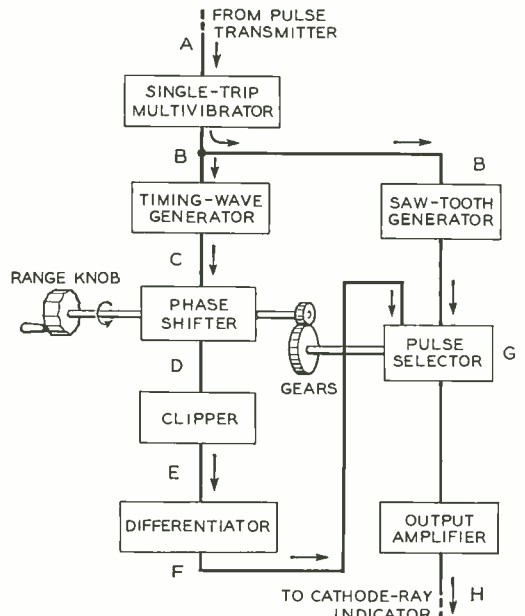 FROM PULSE
TRANSMITTER
A
SINGLE-TRIP
MULTIVIBRATOR
B
B
TIMING-WAVE
GENERATOR
SAW-TOOTH
GENERATOR
C
RANGE KNOB
PHASE
SHIFTER
PULSE
SELECTOR
G
GEARS
D
CLIPPER
E
DIFFERENTIATOR
OUTPUT
AMPLIFIER
F
H
TO CATHODE-RAY
INDICATOR